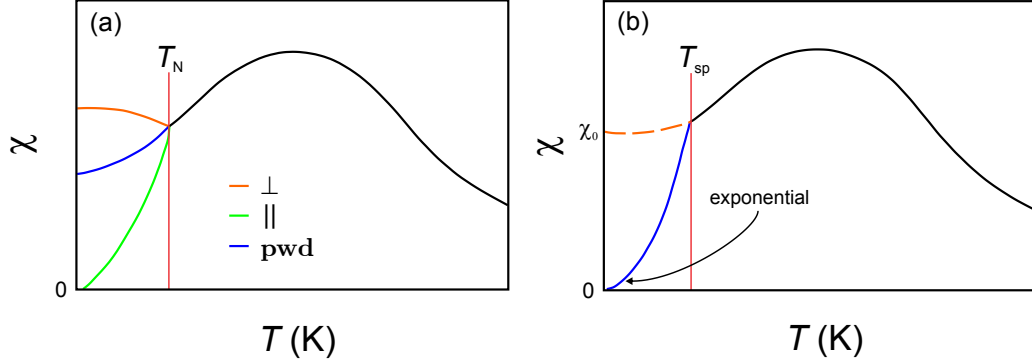 (a)
T_N
χ
⊥
||
pwd
0
T (K)
(b)
T_sp
χ
χ₀
exponential
0
T (K)